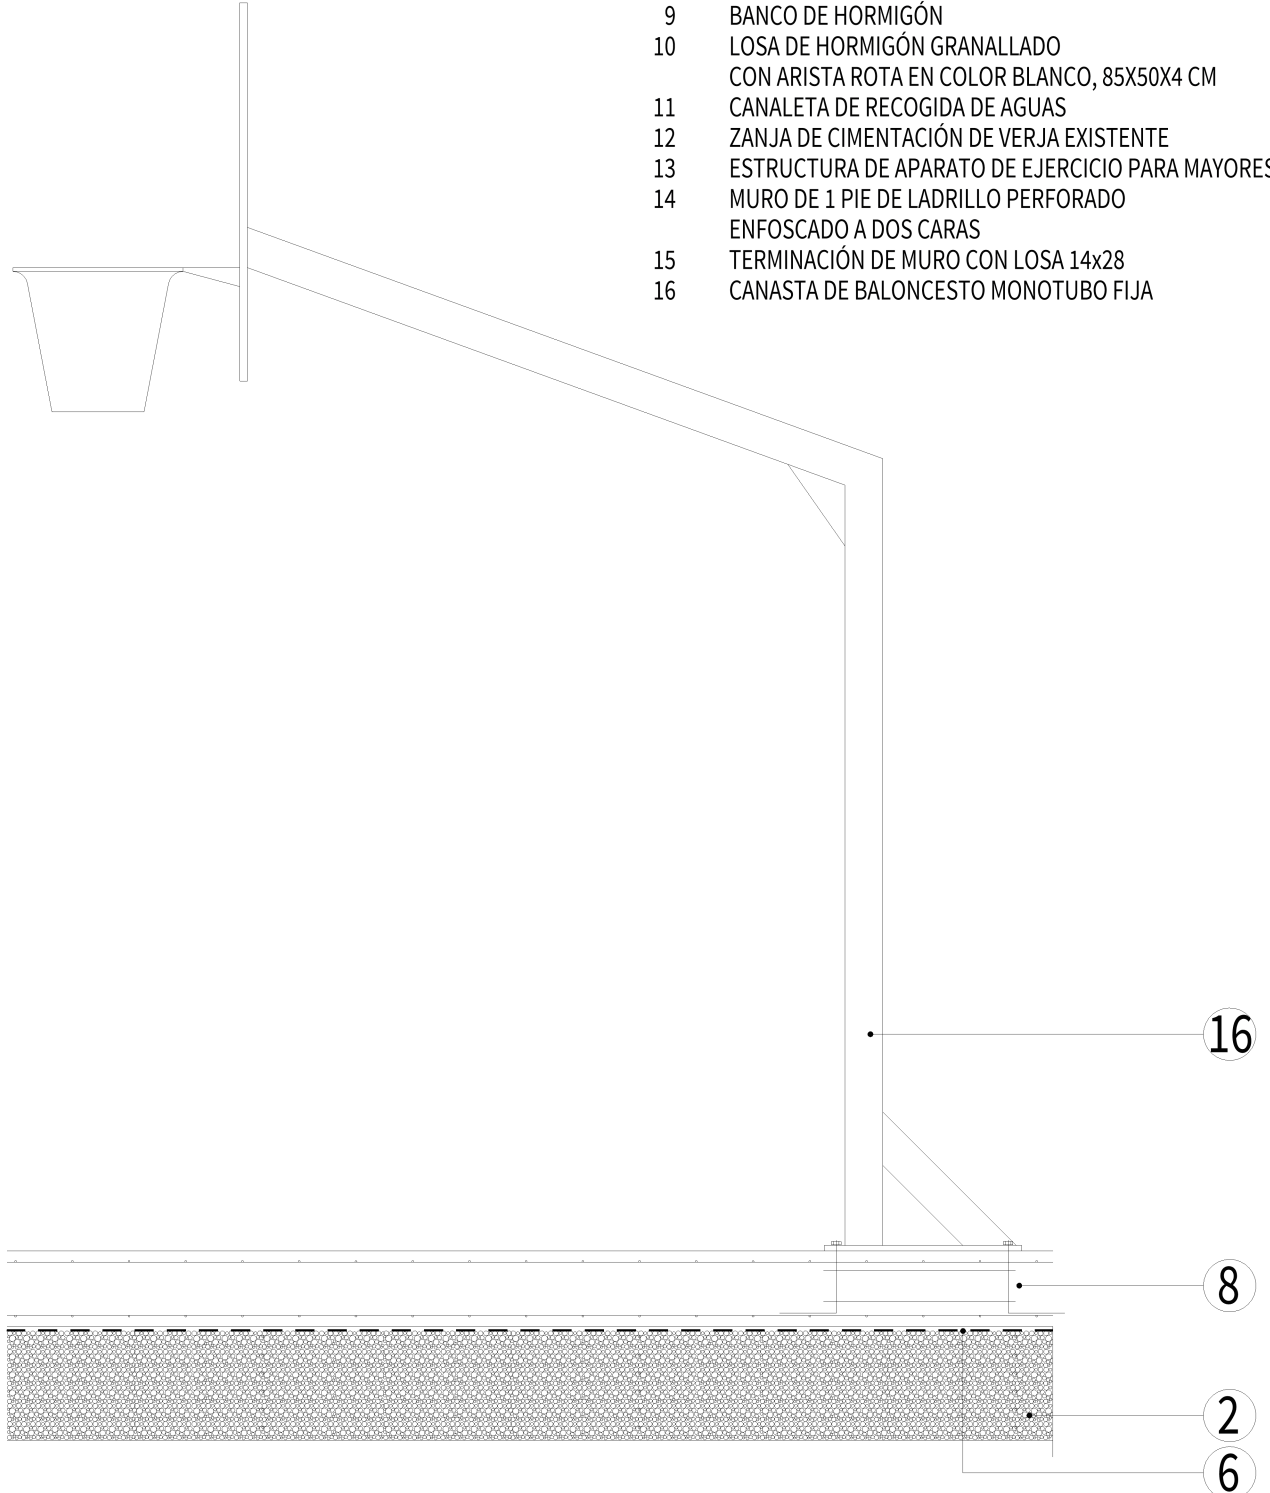 9 BANCO DE HORMIGÓN
10 LOSA DE HORMIGÓN GRANALLADO
CON ARISTA ROTA EN COLOR BLANCO, 85X50X4 CM
11 CANALETA DE RECOGIDA DE AGUAS
12 ZANJA DE CIMENTACIÓN DE VERJA EXISTENTE
13 ESTRUCTURA DE APARATO DE EJERCICIO PARA MAYORES
14 MURO DE 1 PIE DE LADRILLO PERFORADO
ENFOSCADO A DOS CARAS
15 TERMINACIÓN DE MURO CON LOSA 14x28
16 CANASTA DE BALONCESTO MONOTUBO FIJA
16
8
2
6